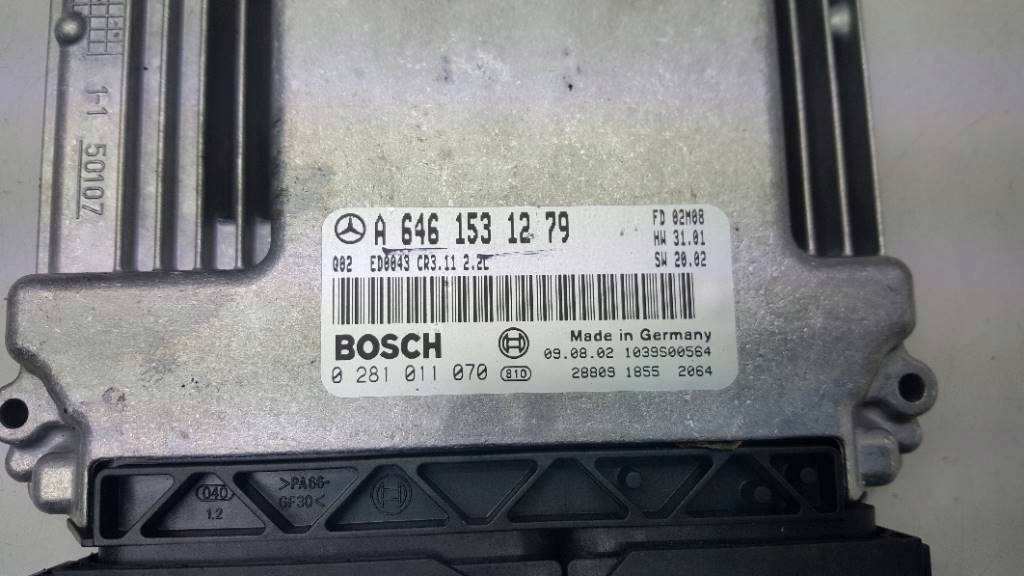 1-1 50107
A 646 153 12 79
FD 02M08
HW 31.01
Q02 ED0043 CR3.11 2.2L
SW 20.02
BOSCH
Made in Germany
09.08.02 1039S00564
0 281 011 070 810
28809 1855 2064
040
1.2
>PA66-
GF30<